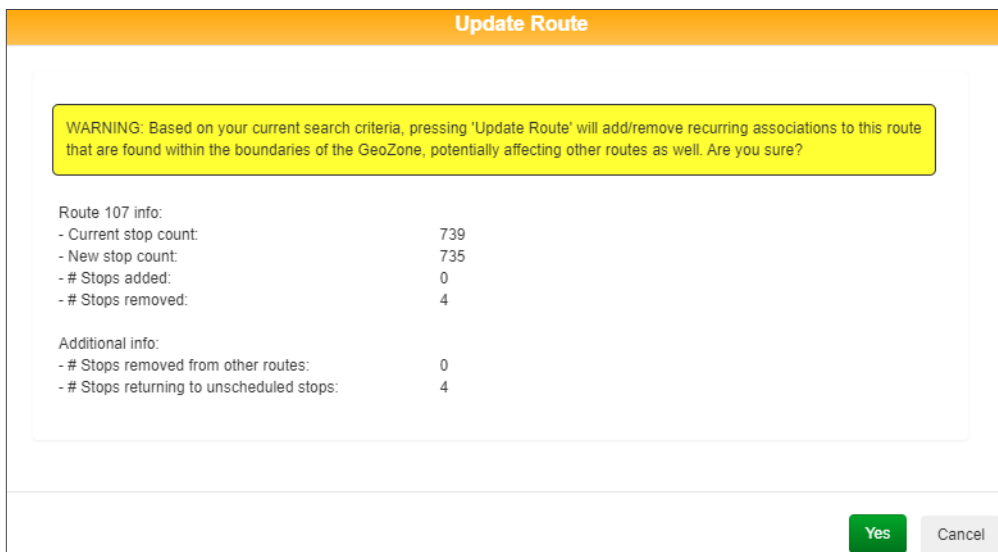 Update Route
WARNING: Based on your current search criteria, pressing 'Update Route' will add/remove recurring associations to this route
that are found within the boundaries of the GeoZone, potentially affecting other routes as well. Are you sure?
Route 107 info:
- Current stop count: 739
- New stop count: 735
- # Stops added: 0
- # Stops removed: 4
Additional info:
- # Stops removed from other routes: 0
- # Stops returning to unscheduled stops: 4
Yes Cancel